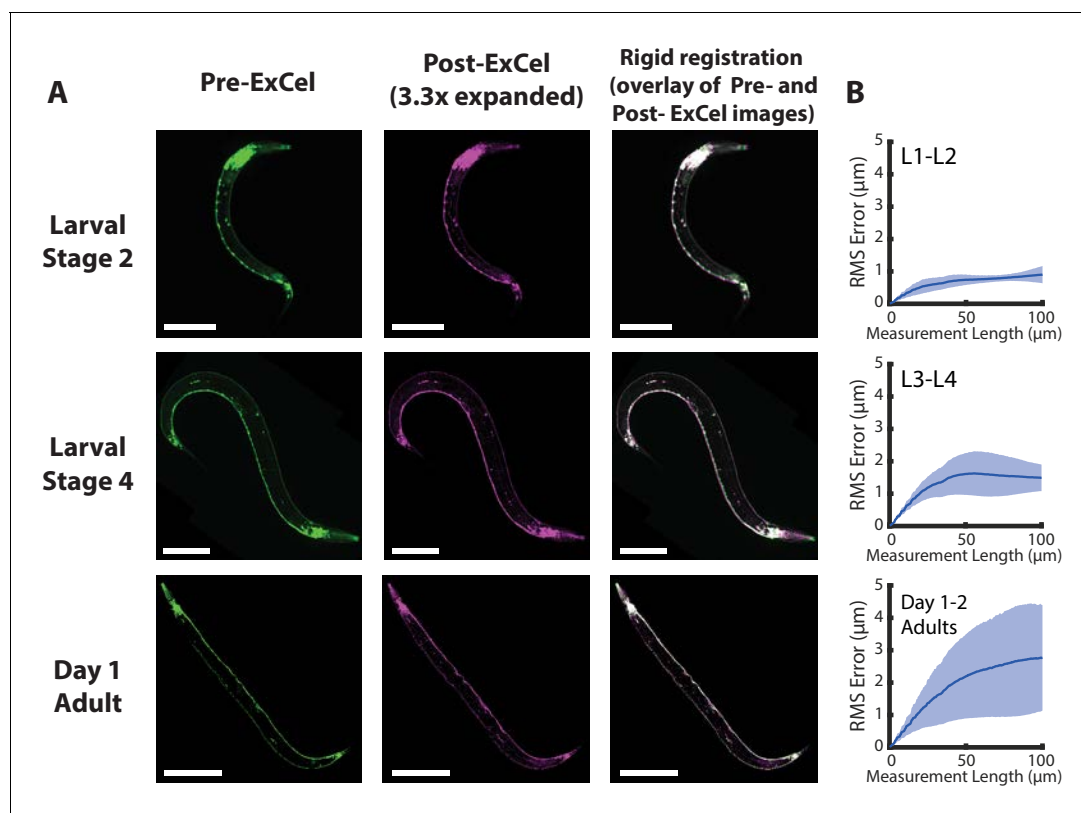 A
Pre-ExCel
Post-ExCel
(3.3x expanded)
Rigid registration
(overlay of Pre- and
Post- ExCel images)
B
Larval
Stage 2
5
4
3
2
1
0
RMS Error (µm)
L1-L2
0
50
100
Measurement Length (µm)
Larval
Stage 4
5
4
3
2
1
0
RMS Error (µm)
L3-L4
0
50
100
Measurement Length (µm)
Day 1
Adult
5
4
3
2
1
0
RMS Error (µm)
Day 1-2
Adults
0
50
100
Measurement Length (µm)